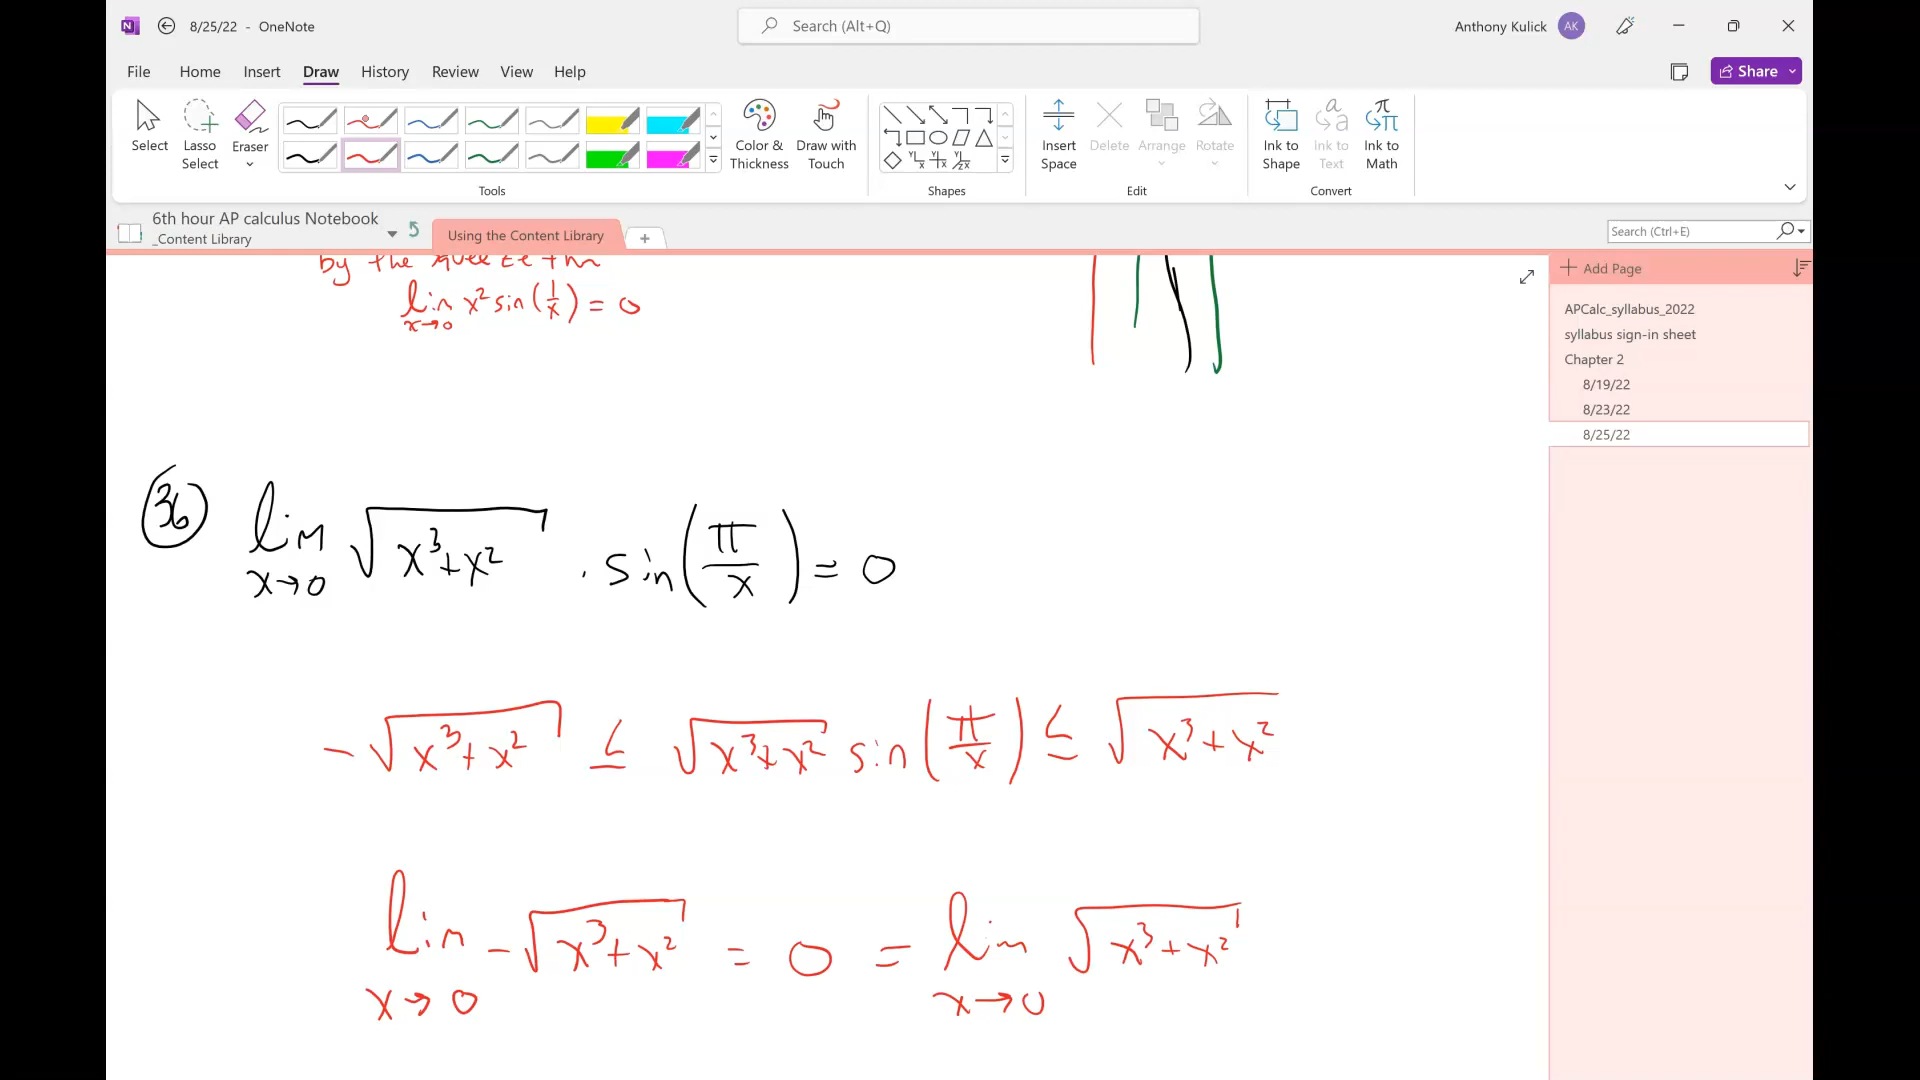 8/25/22 - OneNote
Search (Alt+Q)
Anthony Kulick AK
File Home Insert Draw History Review View Help
Share
Select
Lasso Select
Eraser
Color & Thickness
Draw with Touch
Insert Space
Delete
Arrange
Rotate
Ink to Shape
Ink to Text
Ink to Math
Tools Shapes Edit Convert
6th hour AP calculus Notebook
_Content Library
Using the Content Library
Search (Ctrl+E)
Add Page
APCalc_syllabus_2022
syllabus sign-in sheet
Chapter 2
8/19/22
8/23/22
8/25/22
by the squeeze thm
lim x→0 x² sin(1/x) = 0
36 lim x→0 √(x³+x²) · sin(π/x) = 0
-√(x³+x²) ≤ √(x³+x²) sin(π/x) ≤ √(x³+x²)
lim x→0 -√(x³+x²) = 0 = lim x→0 √(x³+x²)